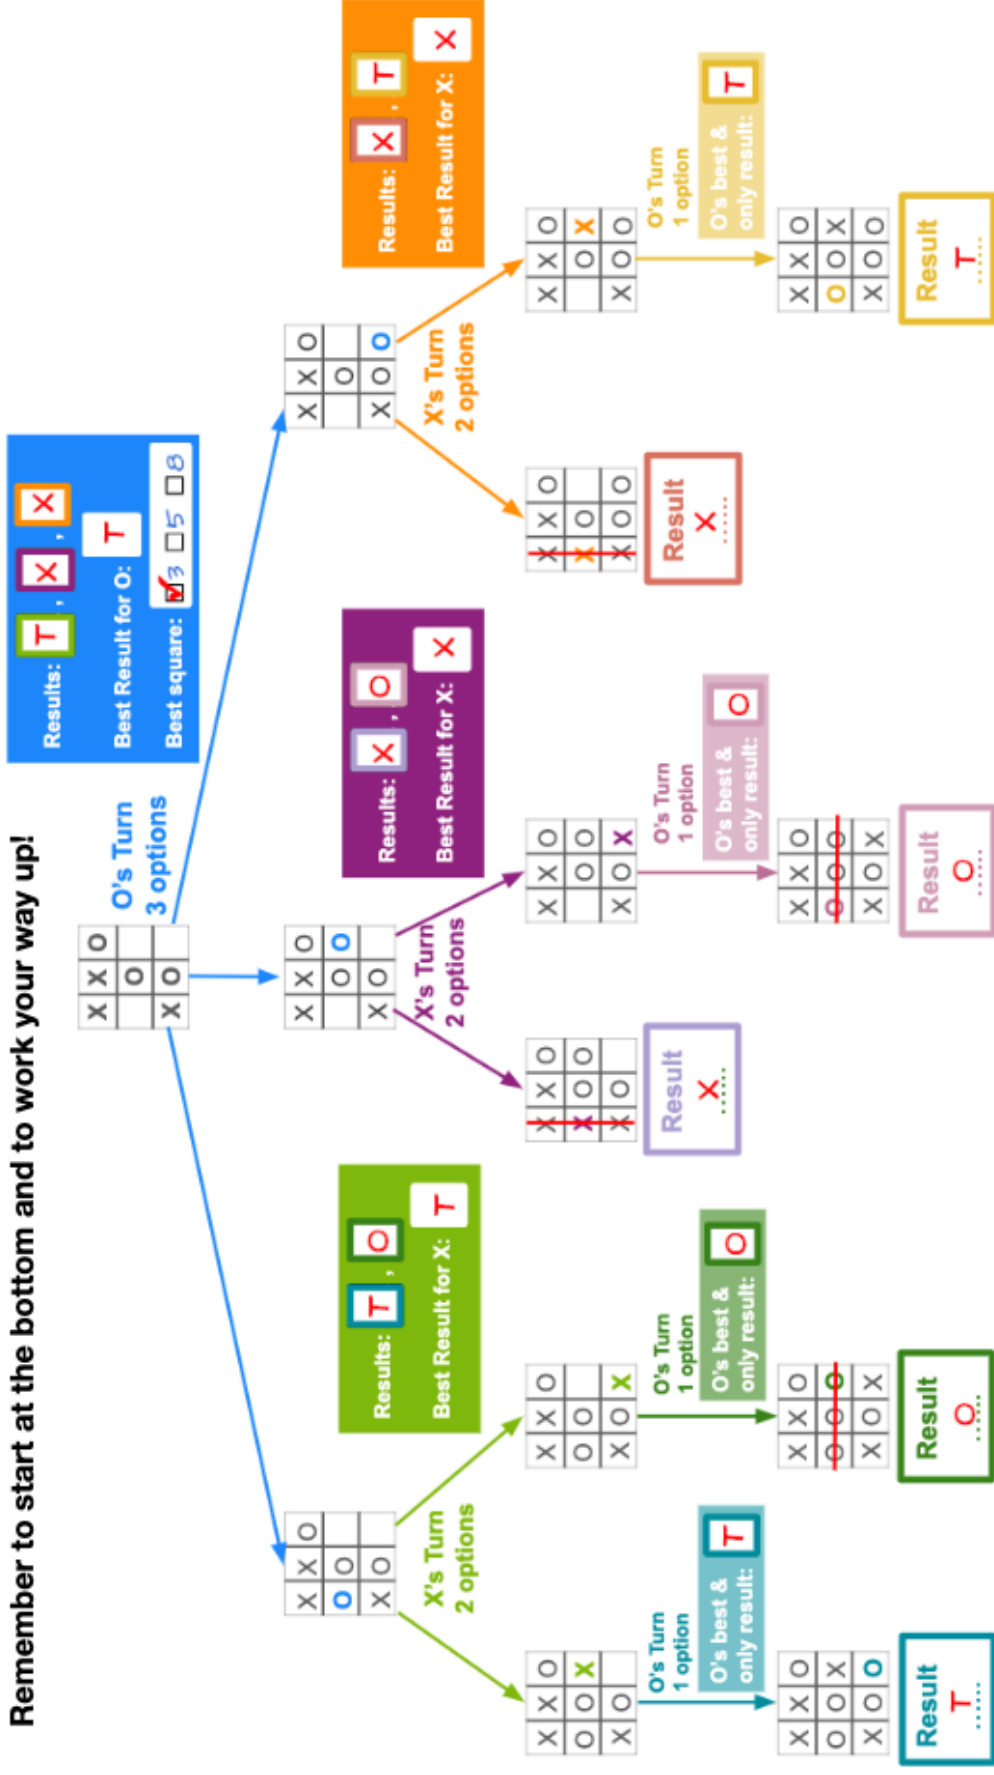 Remember to start at the bottom and to work your way up!
Results: T , X , X
Best Result for O: T
Best square: ✓3 □5 □8
X X O
O
X O
O's Turn
3 options
X X O
O O
X O
X X O
O O
X O
X X O
O
X O O
X's Turn
2 options
Results: T , O
Best Result for X: T
X's Turn
2 options
Results: X , O
Best Result for X: X
X's Turn
2 options
Results: X , T
Best Result for X: X
X X O
O O X
X O
X X O
O O
X O X
X X O
X O O
X O
X X O
O O
X O X
X X O
X O
X O O
X X O
O X
X O O
O's Turn
1 option
O's best &
only result: T
O's Turn
1 option
O's best &
only result: O
Result
X
O's Turn
1 option
O's best &
only result: O
Result
X
O's Turn
1 option
O's best &
only result: T
X X O
O O X
X O O
X X O
O O O
X O X
X X O
O O O
X O X
X X O
O O X
X O O
Result
T
Result
O
Result
O
Result
T